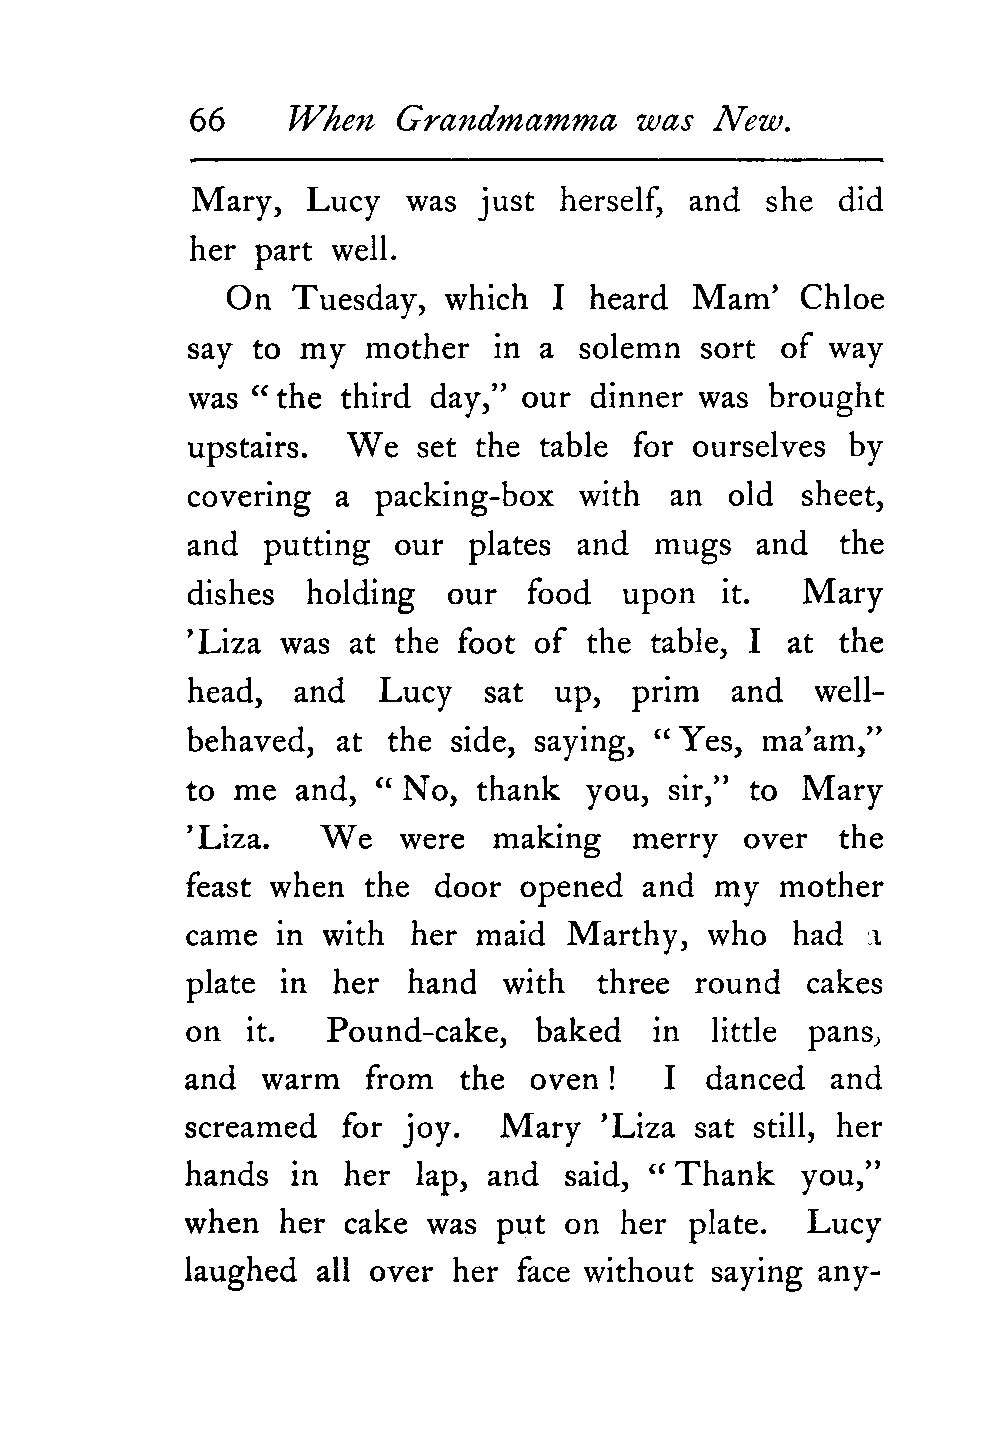 66 When Grandmamma was New.
Mary, Lucy was just herself, and she did
her part well.
On Tuesday, which I heard Mam' Chloe
say to my mother in a solemn sort of way
was "the third day," our dinner was brought
upstairs. We set the table for ourselves by
covering a packing-box with an old sheet,
and putting our plates and mugs and the
dishes holding our food upon it. Mary
'Liza was at the foot of the table, I at the
head, and Lucy sat up, prim and well-
behaved, at the side, saying, "Yes, ma'am,"
to me and, "No, thank you, sir," to Mary
'Liza. We were making merry over the
feast when the door opened and my mother
came in with her maid Marthy, who had a
plate in her hand with three round cakes
on it. Pound-cake, baked in little pans,
and warm from the oven! I danced and
screamed for joy. Mary 'Liza sat still, her
hands in her lap, and said, "Thank you,"
when her cake was put on her plate. Lucy
laughed all over her face without saying any-